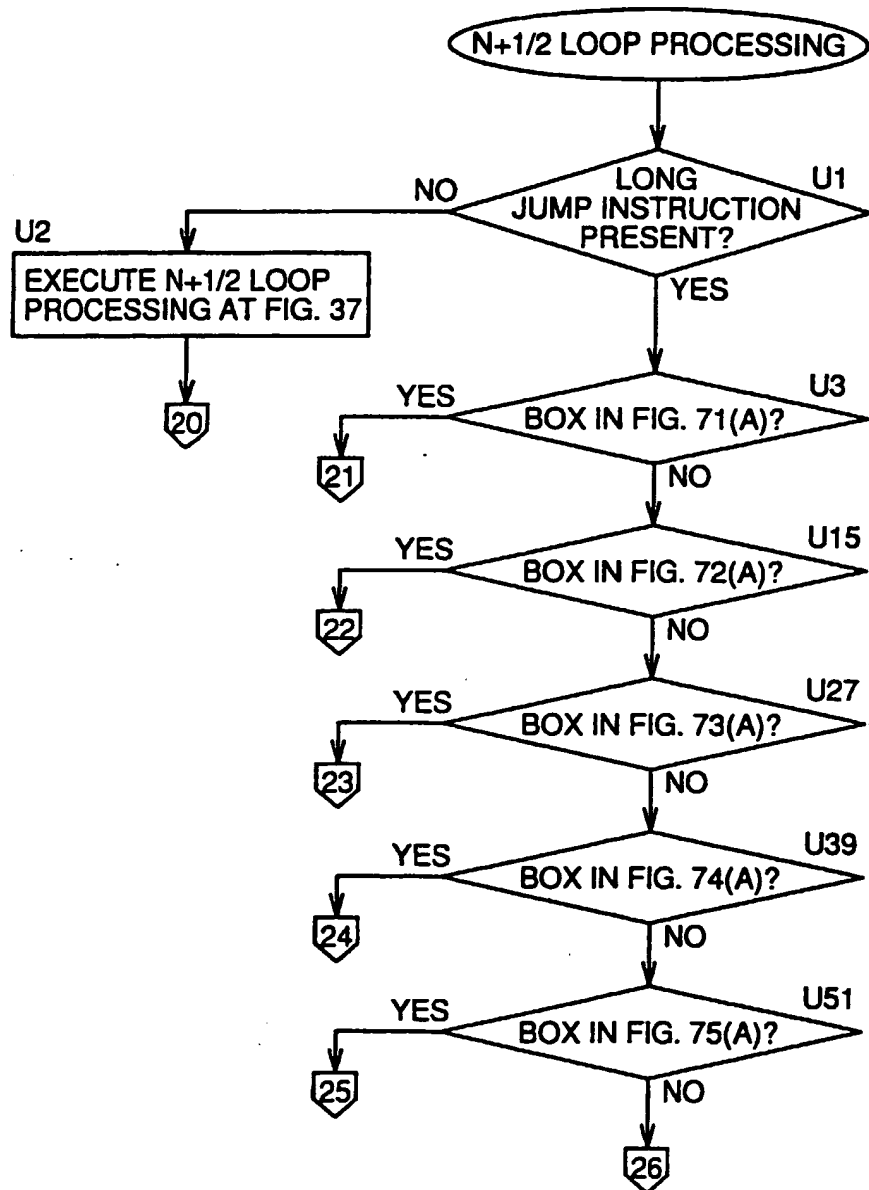 N+1/2 LOOP PROCESSING
U1
LONG
JUMP INSTRUCTION
PRESENT?
NO
YES
U2
EXECUTE N+1/2 LOOP
PROCESSING AT FIG. 37
20
U3
BOX IN FIG. 71(A)?
YES
21
NO
U15
BOX IN FIG. 72(A)?
YES
22
NO
U27
BOX IN FIG. 73(A)?
YES
23
NO
U39
BOX IN FIG. 74(A)?
YES
24
NO
U51
BOX IN FIG. 75(A)?
YES
25
NO
26